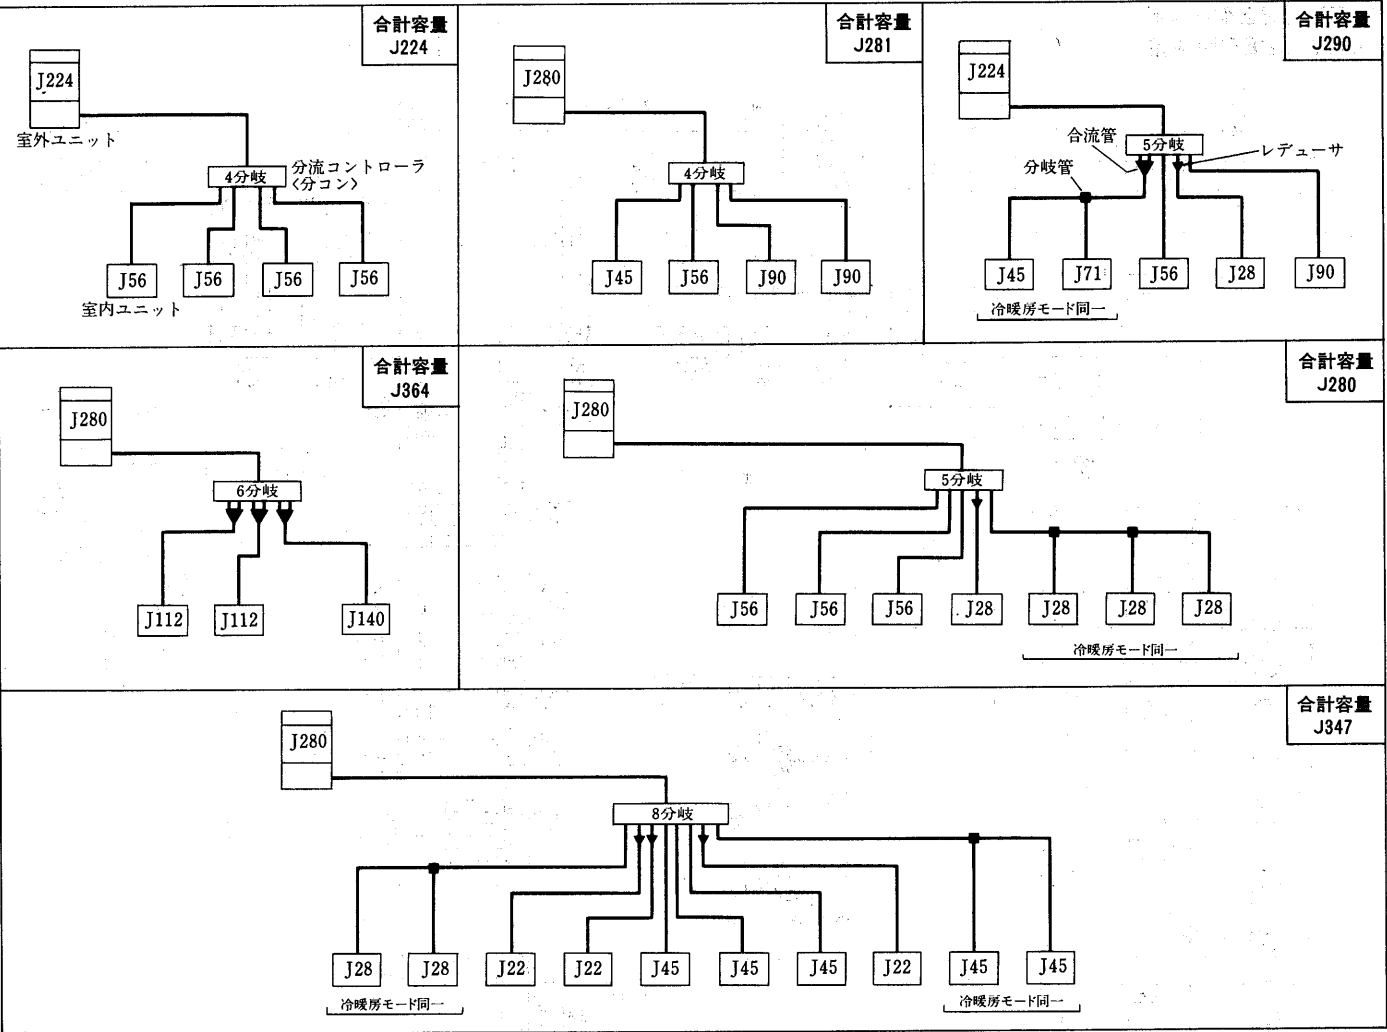 合計容量
J224
J224
室外ユニット
4分岐
分流コントローラ
〈分コン〉
J56
J56
J56
J56
室内ユニット
合計容量
J281
J280
4分岐
J45
J56
J90
J90
合計容量
J290
J224
合流管
5分岐
レデューサ
分岐管
J45
J71
J56
J28
J90
冷暖房モード同一
合計容量
J364
J280
6分岐
J112
J112
J140
合計容量
J280
J280
5分岐
J56
J56
J56
J28
J28
J28
J28
冷暖房モード同一
合計容量
J347
J280
8分岐
J28
J28
J22
J22
J45
J45
J45
J22
J45
J45
冷暖房モード同一
冷暖房モード同一